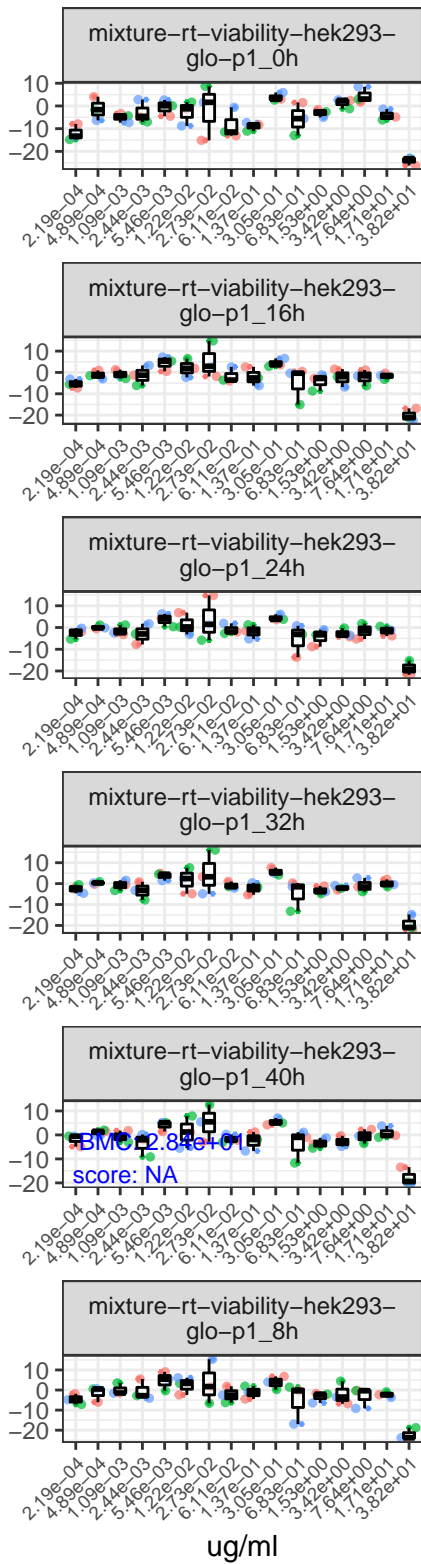 mixture−rt−viability−hek293−
glo−p1_0h
10
0
−10
−20
2.19e−04 4.89e−04 1.09e−03 2.44e−03 5.46e−03 1.22e−02 2.73e−02 6.11e−02 1.37e−01 3.05e−01 6.83e−01 1.53e+00 3.42e+00 7.64e+00 1.71e+01 3.82e+01
mixture−rt−viability−hek293−
glo−p1_16h
10
0
−10
−20
2.19e−04 4.89e−04 1.09e−03 2.44e−03 5.46e−03 1.22e−02 2.73e−02 6.11e−02 1.37e−01 3.05e−01 6.83e−01 1.53e+00 3.42e+00 7.64e+00 1.71e+01 3.82e+01
mixture−rt−viability−hek293−
glo−p1_24h
10
0
−10
−20
2.19e−04 4.89e−04 1.09e−03 2.44e−03 5.46e−03 1.22e−02 2.73e−02 6.11e−02 1.37e−01 3.05e−01 6.83e−01 1.53e+00 3.42e+00 7.64e+00 1.71e+01 3.82e+01
mixture−rt−viability−hek293−
glo−p1_32h
10
0
−10
−20
2.19e−04 4.89e−04 1.09e−03 2.44e−03 5.46e−03 1.22e−02 2.73e−02 6.11e−02 1.37e−01 3.05e−01 6.83e−01 1.53e+00 3.42e+00 7.64e+00 1.71e+01 3.82e+01
mixture−rt−viability−hek293−
glo−p1_40h
10
0
−10
−20
BMC: 2.84e+01
score: NA
2.19e−04 4.89e−04 1.09e−03 2.44e−03 5.46e−03 1.22e−02 2.73e−02 6.11e−02 1.37e−01 3.05e−01 6.83e−01 1.53e+00 3.42e+00 7.64e+00 1.71e+01 3.82e+01
mixture−rt−viability−hek293−
glo−p1_8h
10
0
−10
−20
2.19e−04 4.89e−04 1.09e−03 2.44e−03 5.46e−03 1.22e−02 2.73e−02 6.11e−02 1.37e−01 3.05e−01 6.83e−01 1.53e+00 3.42e+00 7.64e+00 1.71e+01 3.82e+01
ug/ml